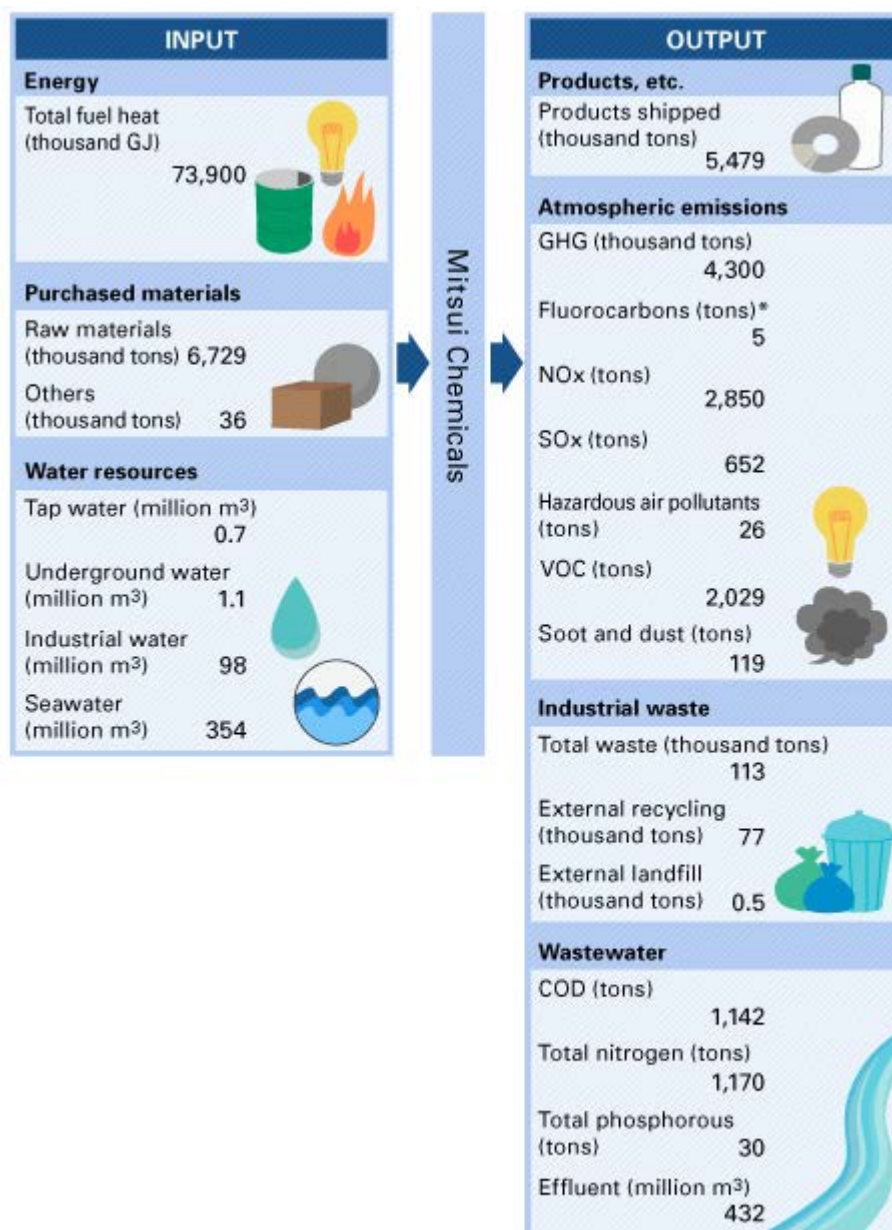 INPUT
Energy
Total fuel heat
(thousand GJ)
73,900
Purchased materials
Raw materials
(thousand tons) 6,729
Others
(thousand tons) 36
Water resources
Tap water (million m³)
0.7
Underground water
(million m³) 1.1
Industrial water
(million m³) 98
Seawater
(million m³) 354
Mitsui Chemicals
OUTPUT
Products, etc.
Products shipped
(thousand tons)
5,479
Atmospheric emissions
GHG (thousand tons)
4,300
Fluorocarbons (tons)*
5
NOx (tons)
2,850
SOx (tons)
652
Hazardous air pollutants
(tons) 26
VOC (tons)
2,029
Soot and dust (tons)
119
Industrial waste
Total waste (thousand tons)
113
External recycling
(thousand tons) 77
External landfill
(thousand tons) 0.5
Wastewater
COD (tons)
1,142
Total nitrogen (tons)
1,170
Total phosphorous
(tons) 30
Effluent (million m³)
432